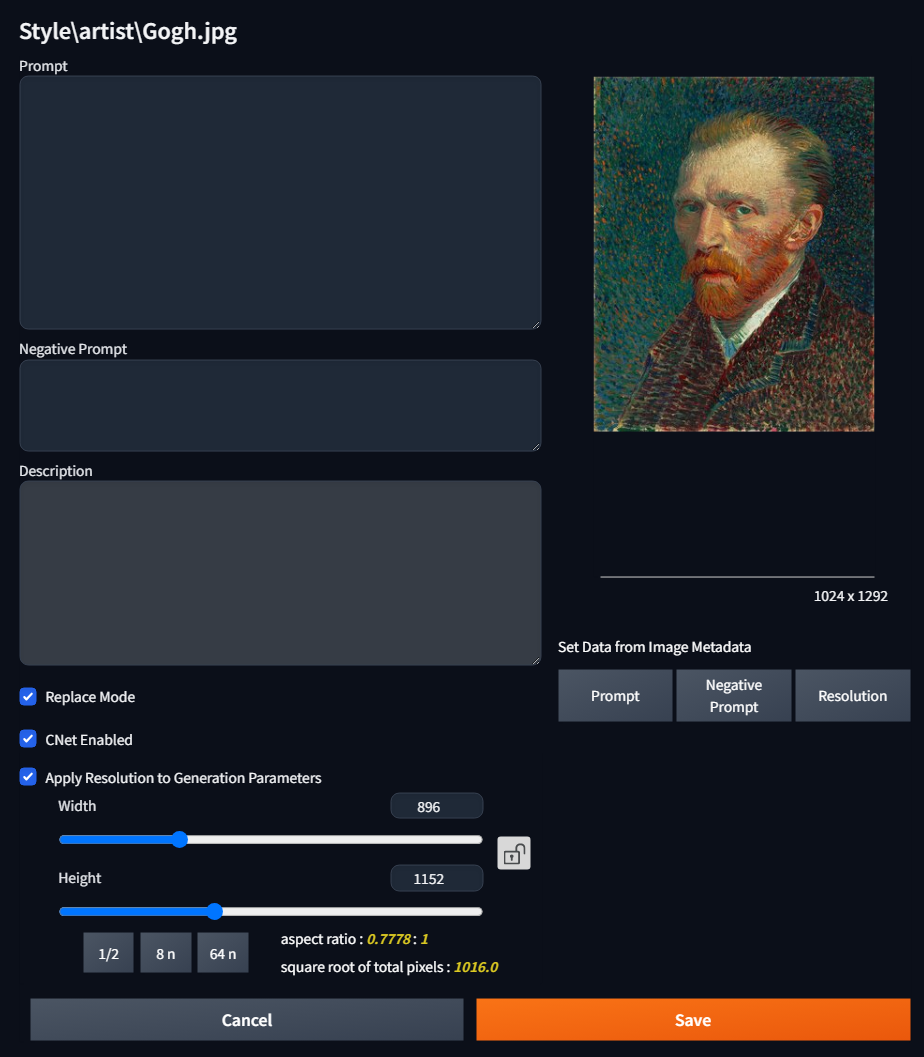 Style\artist\Gogh.jpg
Prompt
Negative Prompt
Description
1024 x 1292
Set Data from Image Metadata
Prompt
Negative
Prompt
Resolution
Replace Mode
CNet Enabled
Apply Resolution to Generation Parameters
Width
896
Height
1152
1/2
8 n
64 n
aspect ratio : 0.7778 : 1
square root of total pixels : 1016.0
Cancel
Save